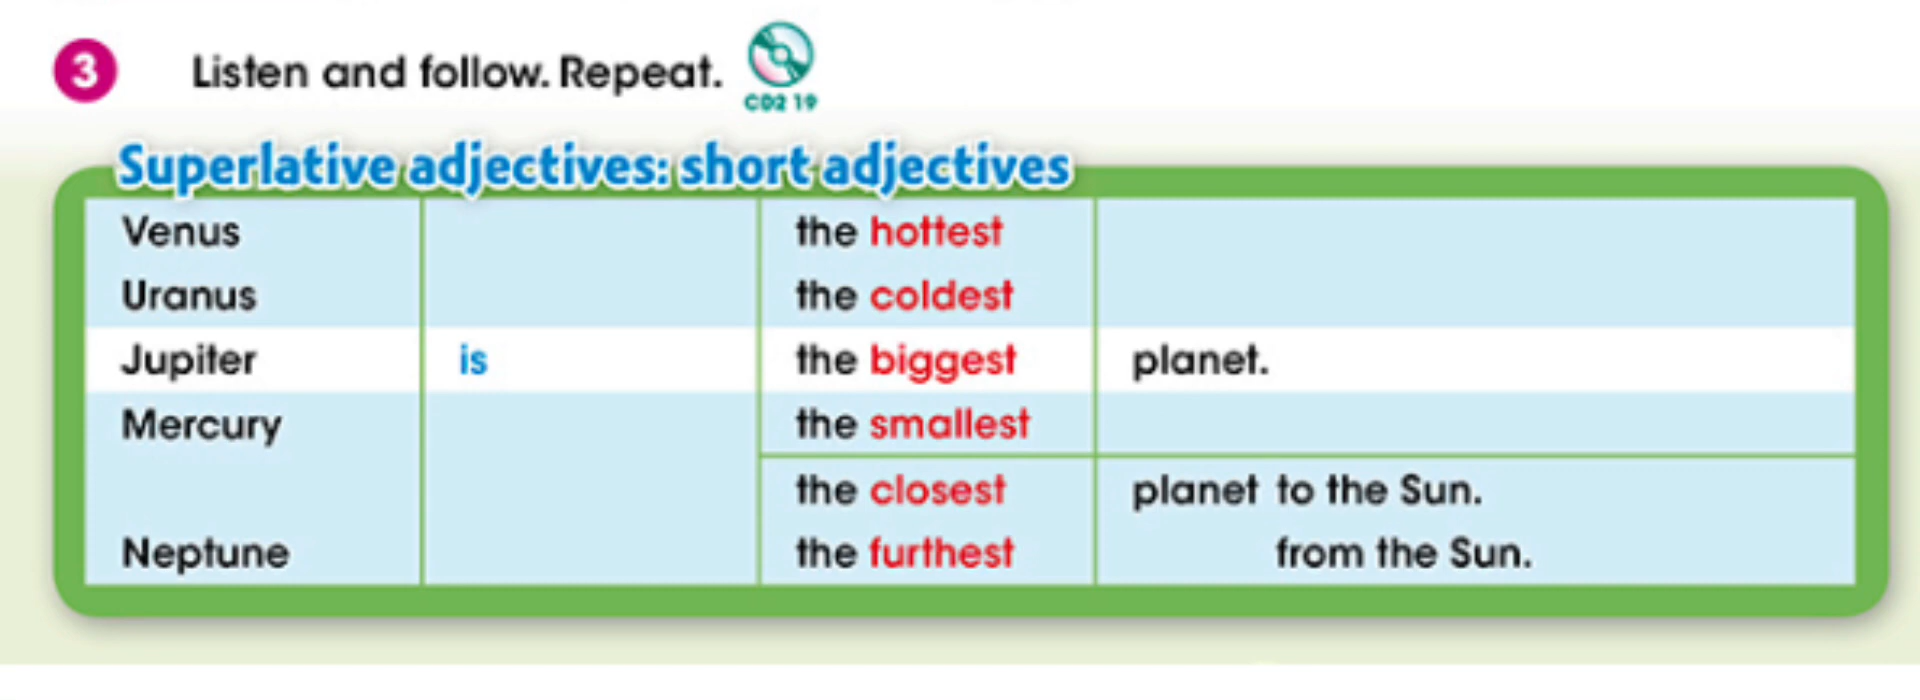 3 Listen and follow. Repeat. CD2 19
Superlative adjectives: short adjectives
Venus the hottest
Uranus the coldest
Jupiter is the biggest planet.
Mercury the smallest
the closest planet to the Sun.
Neptune the furthest from the Sun.